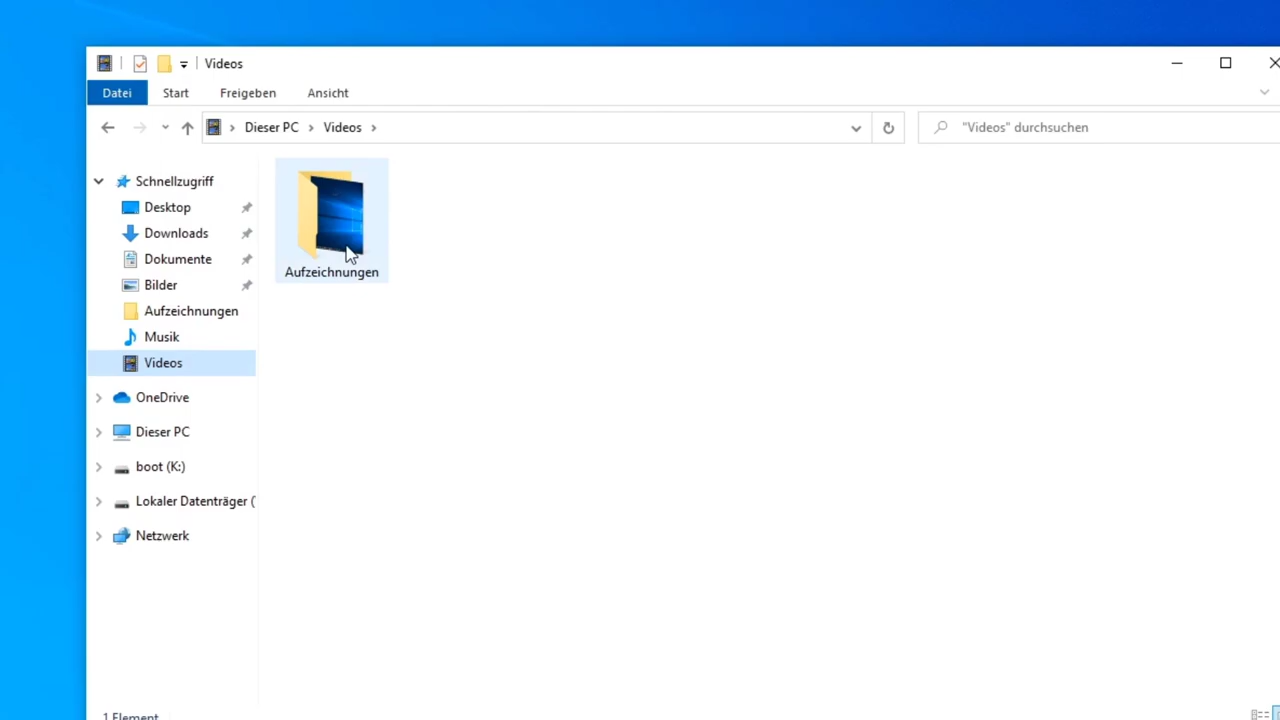 Videos
Datei Start Freigeben Ansicht
Dieser PC Videos "Videos" durchsuchen
Schnellzugriff
Desktop
Downloads
Dokumente
Bilder
Aufzeichnungen
Musik
Videos
OneDrive
Dieser PC
boot (K:)
Lokaler Datenträger (
Netzwerk
Aufzeichnungen
1 Element